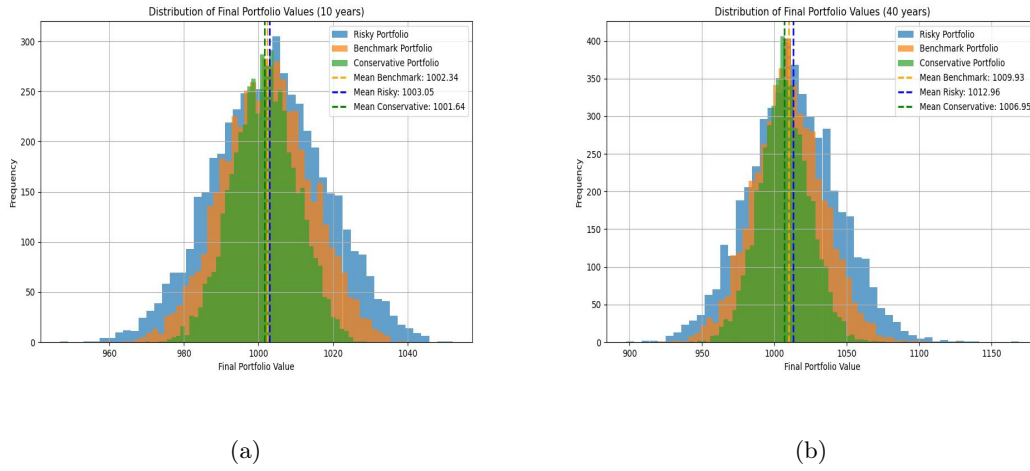 Distribution of Final Portfolio Values (10 years)
Risky Portfolio
Benchmark Portfolio
Conservative Portfolio
Mean Benchmark: 1002.34
Mean Risky: 1003.05
Mean Conservative: 1001.64
300
250
200
150
100
50
0
Frequency
960
980
1000
1020
1040
Final Portfolio Value
(a)
Distribution of Final Portfolio Values (40 years)
Risky Portfolio
Benchmark Portfolio
Conservative Portfolio
Mean Benchmark: 1009.93
Mean Risky: 1012.96
Mean Conservative: 1006.95
400
350
300
250
200
150
100
50
0
Frequency
900
950
1000
1050
1100
1150
Final Portfolio Value
(b)